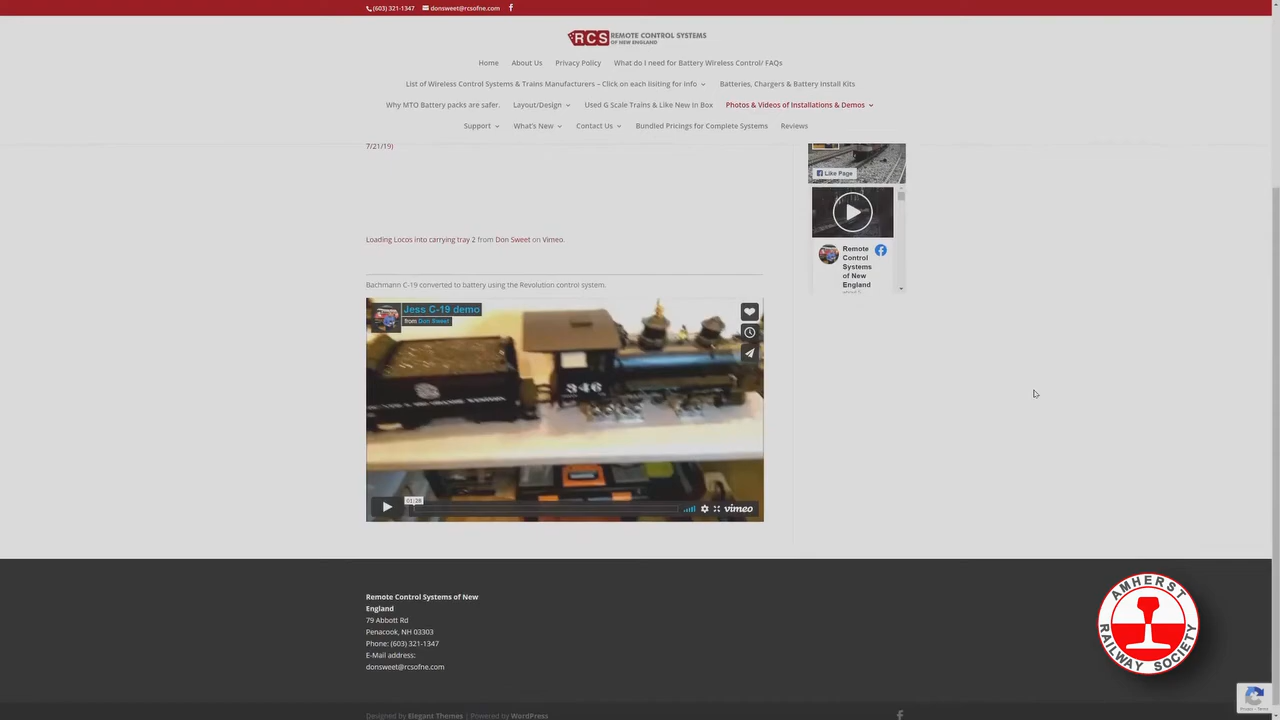 (603) 321-1347 donsweet@rcsofne.com
RCS REMOTE CONTROL SYSTEMS
OF NEW ENGLAND
Home About Us Privacy Policy What do I need for Battery Wireless Control/ FAQs
List of Wireless Control Systems & Trains Manufacturers – Click on each lisiting for info Batteries, Chargers & Battery Install Kits
Why MTO Battery packs are safer. Layout/Design Used G Scale Trains & Like New In Box Photos & Videos of Installations & Demos
Support What's New Contact Us Bundled Pricings for Complete Systems Reviews
7/21/19)
Like Page
Loading Locos into carrying tray 2 from Don Sweet on Vimeo.
Remote
Control
Systems
of New
England
Bachmann C-19 converted to battery using the Revolution control system.
Jess C-19 demo
from Don Sweet
346
01:28
vimeo
Remote Control Systems of New
England
79 Abbott Rd
Penacook, NH 03303
Phone: (603) 321-1347
E-Mail address:
donsweet@rcsofne.com
AMHERST
RAILWAY SOCIETY
Privacy - Terms
Designed by Elegant Themes | Powered by WordPress